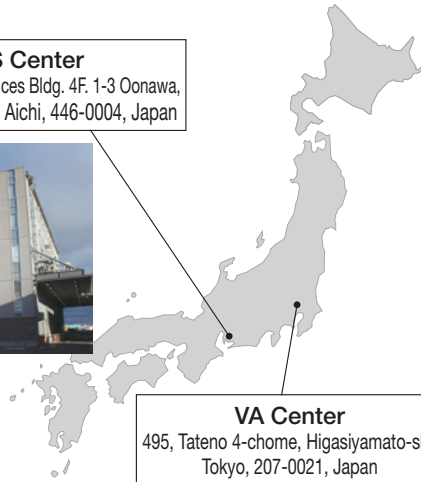 S Center
ces Bldg. 4F. 1-3 Oonawa,
Aichi, 446-0004, Japan
VA Center
495, Tateno 4-chome, Higasiyamato-s
Tokyo, 207-0021, Japan